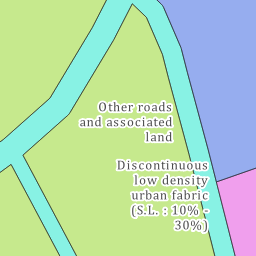 Other roads
and associated
land
Discontinuous
low density
urban fabric
(S.L. : 10% -
30%)